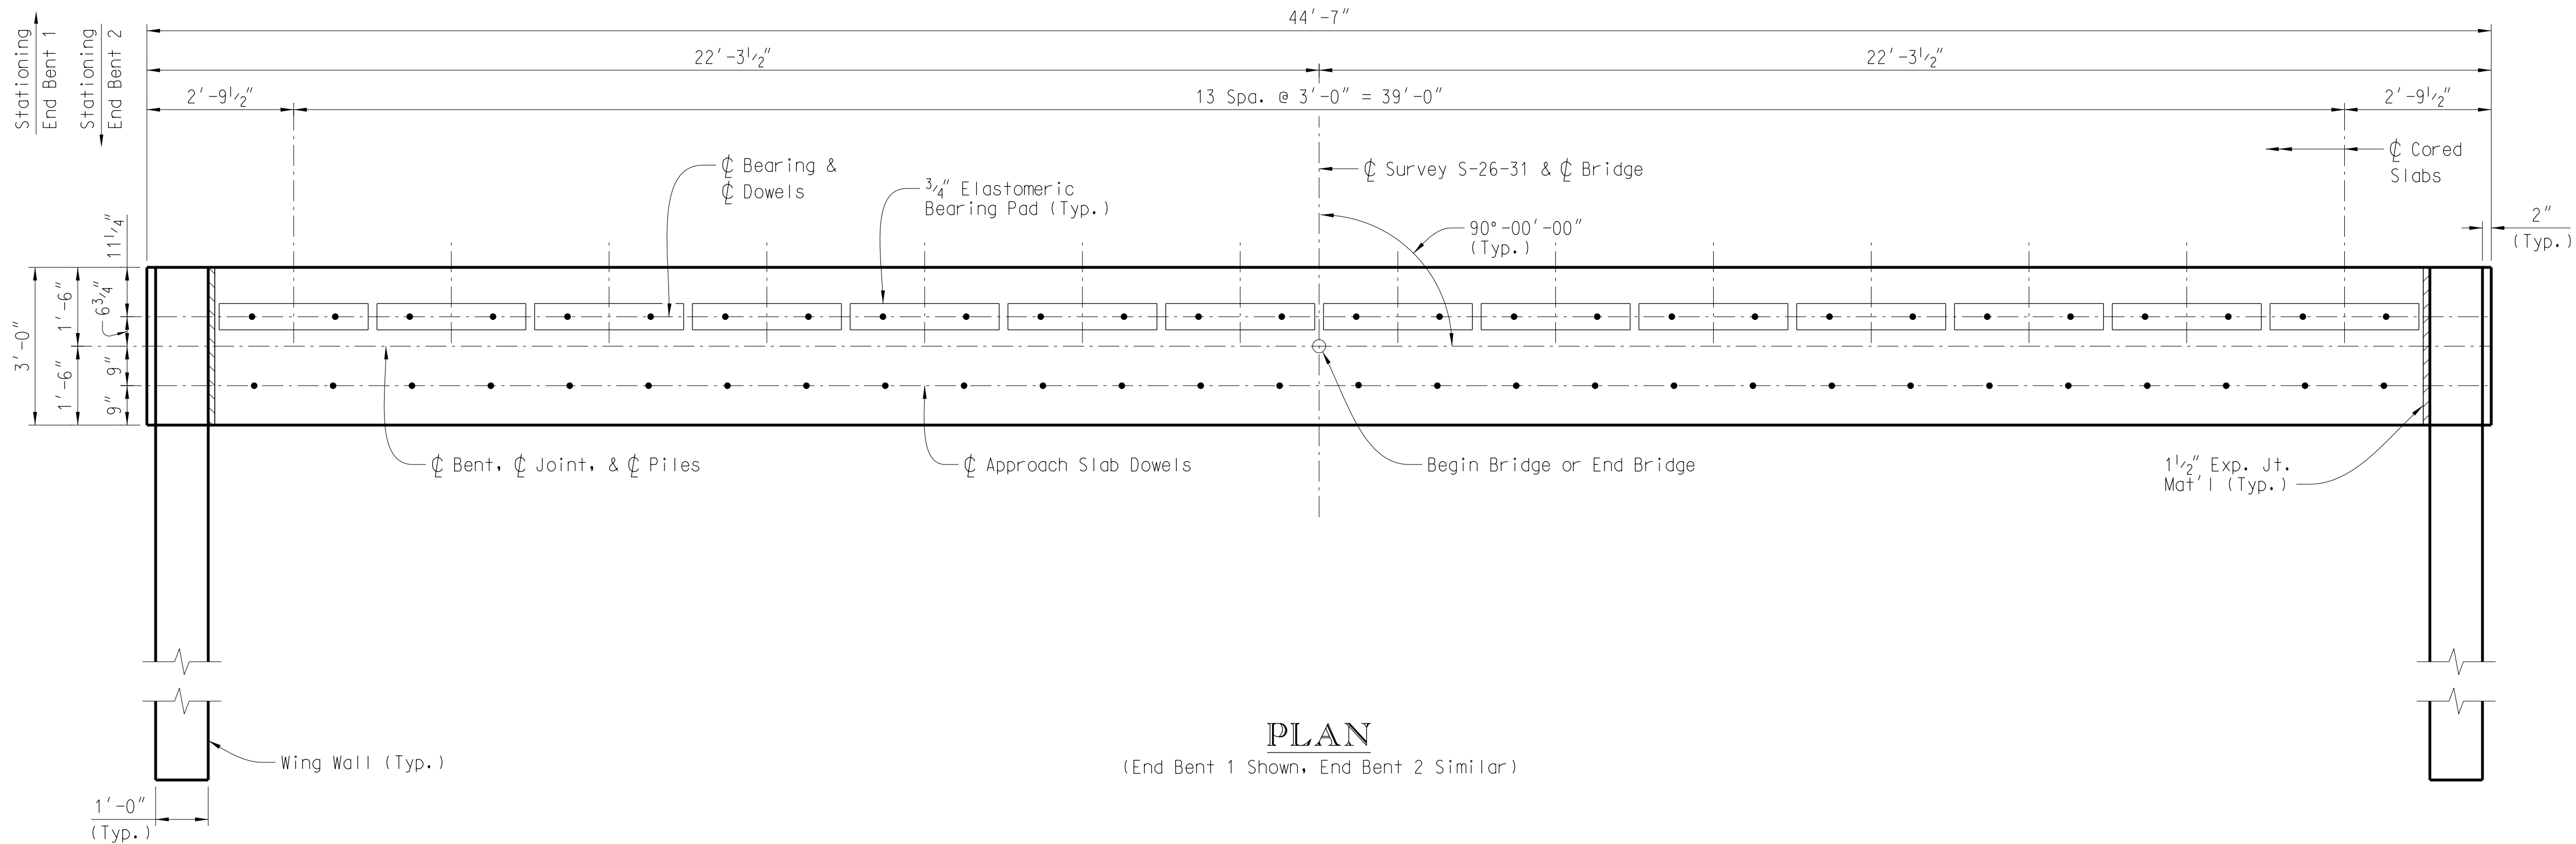 44'-7"
22'-3½"
22'-3½"
2'-9½"
13 Spa. @ 3'-0" = 39'-0"
2'-9½"
Stationing
End Bent 1
Stationing
End Bent 2
℄ Bearing &
℄ Dowels
¾" Elastomeric
Bearing Pad (Typ.)
℄ Survey S-26-31 & ℄ Bridge
℄ Cored
Slabs
90°-00'-00"
(Typ.)
2"
(Typ.)
11¼"
3'-0"
1'-6"
6¾"
1'-6"
9"
9"
℄ Bent, ℄ Joint, & ℄ Piles
℄ Approach Slab Dowels
Begin Bridge or End Bridge
1½" Exp. Jt.
Mat'l (Typ.)
Wing Wall (Typ.)
1'-0"
(Typ.)
PLAN
(End Bent 1 Shown, End Bent 2 Similar)